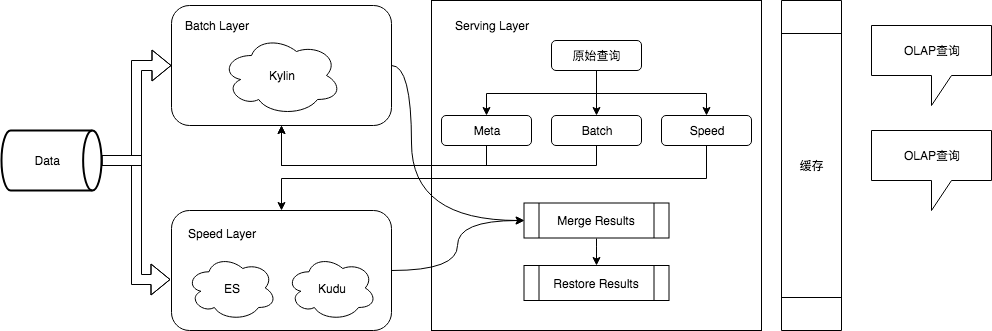 Data
Batch Layer
Kylin
Speed Layer
ES
Kudu
Serving Layer
原始查询
Meta
Batch
Speed
Merge Results
Restore Results
缓存
OLAP查询
OLAP查询